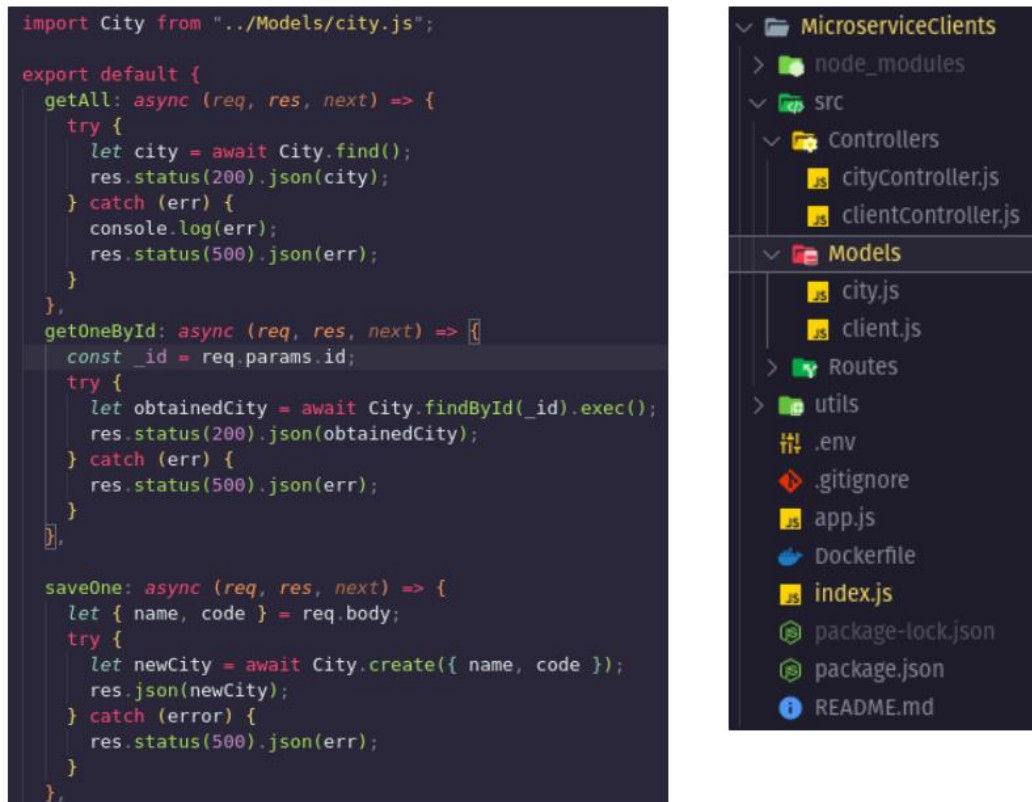 import City from "../Models/city.js";
export default {
getAll: async (req, res, next) => {
try {
let city = await City.find();
res.status(200).json(city);
} catch (err) {
console.log(err);
res.status(500).json(err);
}
},
getOneById: async (req, res, next) => {
const _id = req.params.id;
try {
let obtainedCity = await City.findById(_id).exec();
res.status(200).json(obtainedCity);
} catch (err) {
res.status(500).json(err);
}
},
saveOne: async (req, res, next) => {
let { name, code } = req.body;
try {
let newCity = await City.create({ name, code });
res.json(newCity);
} catch (error) {
res.status(500).json(err);
}
},
MicroserviceClients
node_modules
src
Controllers
JS cityController.js
JS clientController.js
Models
JS city.js
JS client.js
Routes
utils
.env
.gitignore
JS app.js
Dockerfile
JS index.js
package-lock.json
package.json
README.md